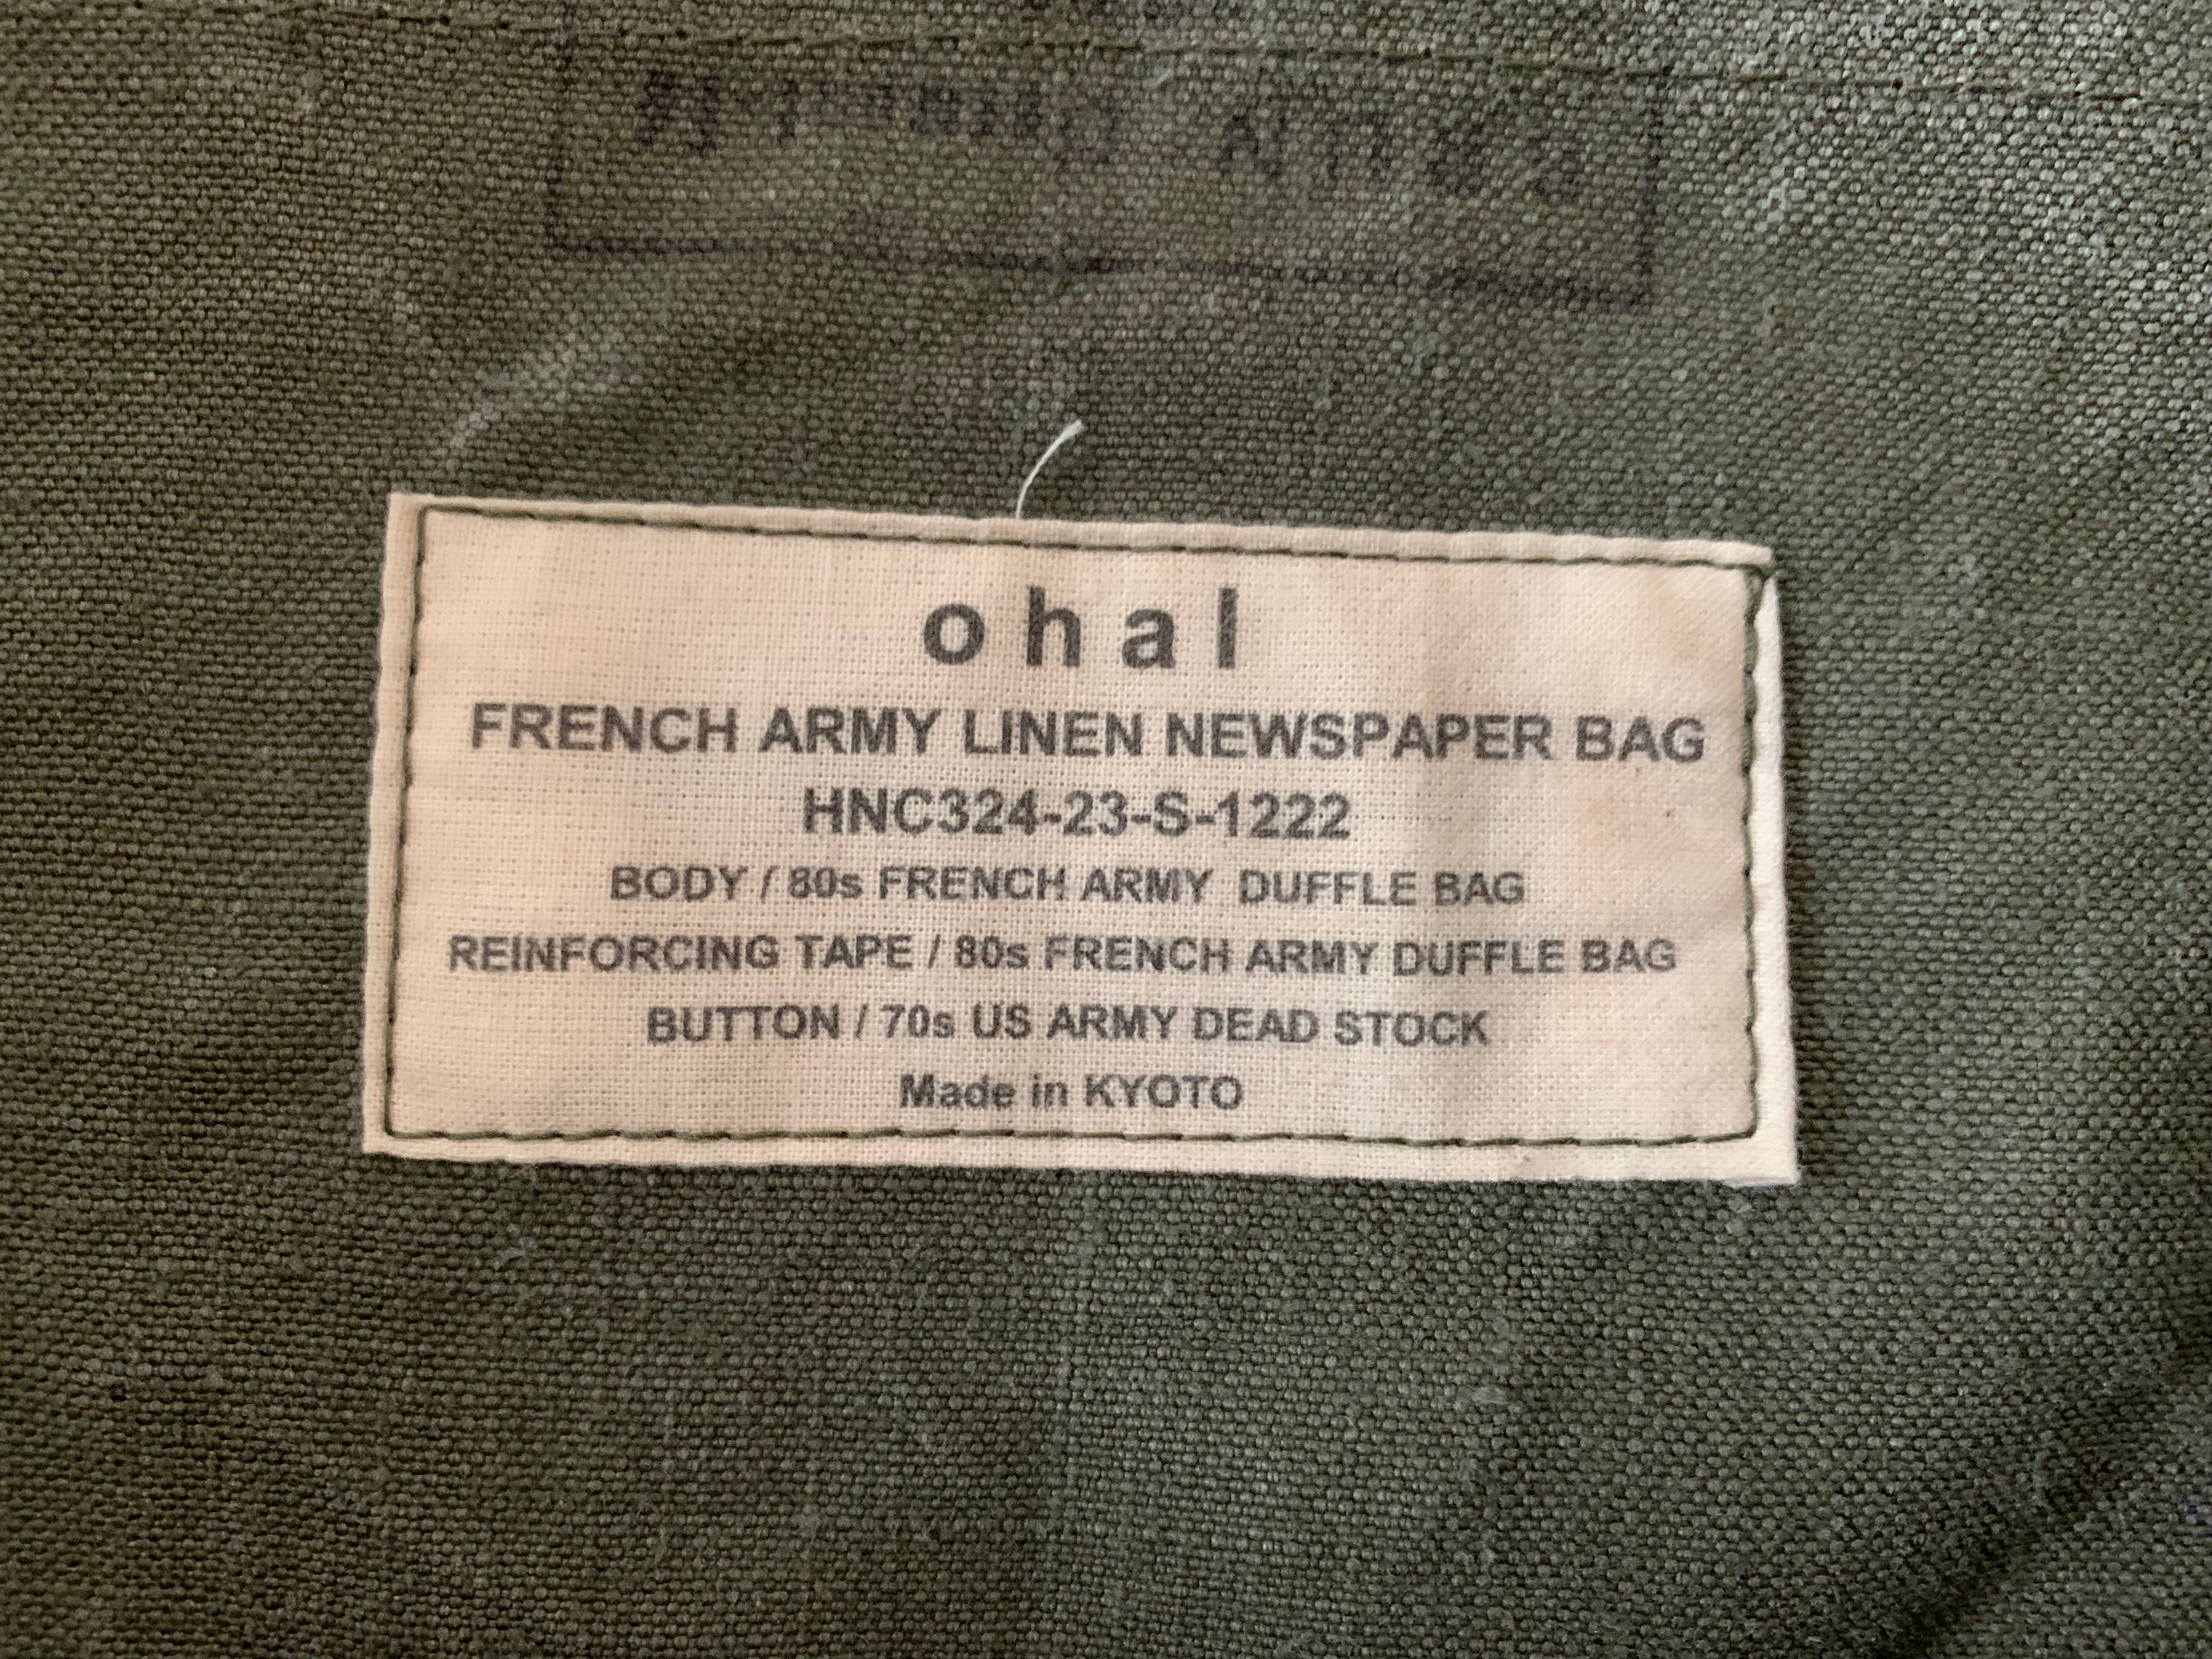 ohal
FRENCH ARMY LINEN NEWSPAPER BAG
HNC324-23-S-1222
BODY / 80s FRENCH ARMY DUFFLE BAG
REINFORCING TAPE / 80s FRENCH ARMY DUFFLE BAG
BUTTON / 70s US ARMY DEAD STOCK
Made in KYOTO